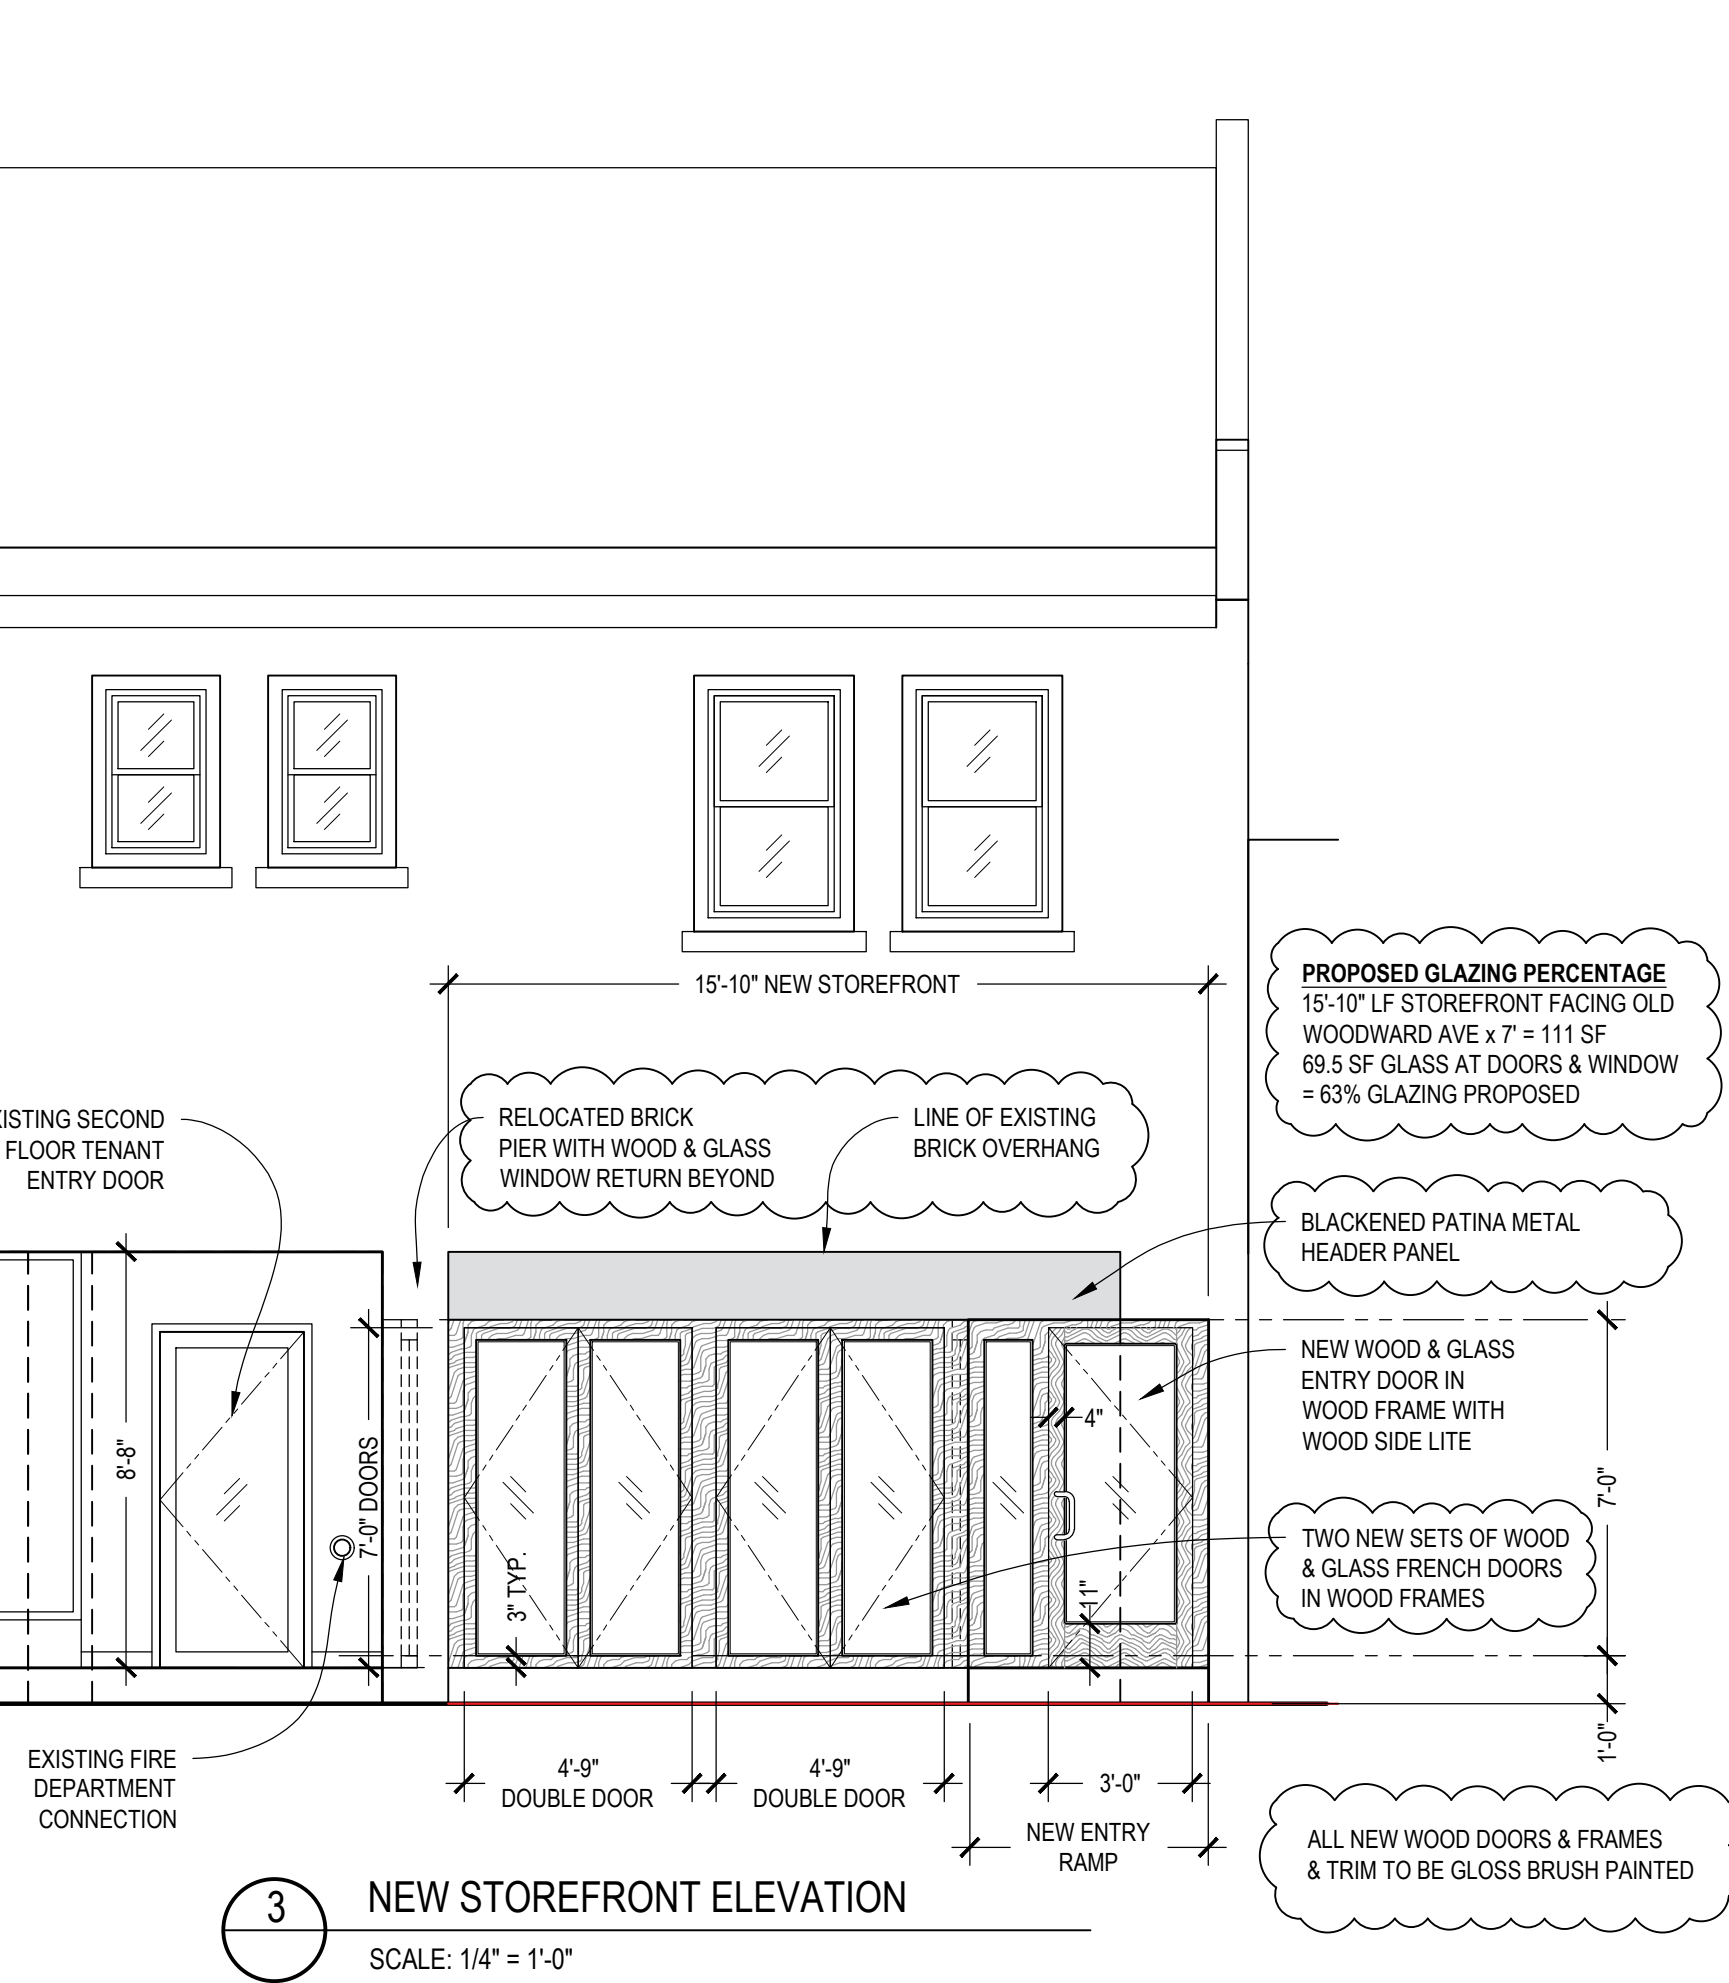 15'-10" NEW STOREFRONT
PROPOSED GLAZING PERCENTAGE
15'-10" LF STOREFRONT FACING OLD
WOODWARD AVE x 7' = 111 SF
69.5 SF GLASS AT DOORS & WINDOW
= 63% GLAZING PROPOSED
XISTING SECOND
FLOOR TENANT
ENTRY DOOR
RELOCATED BRICK
PIER WITH WOOD & GLASS
WINDOW RETURN BEYOND
LINE OF EXISTING
BRICK OVERHANG
BLACKENED PATINA METAL
HEADER PANEL
NEW WOOD & GLASS
ENTRY DOOR IN
WOOD FRAME WITH
WOOD SIDE LITE
8'-8"
7'-0" DOORS
4"
7'-0"
3" TYP.
11"
TWO NEW SETS OF WOOD
& GLASS FRENCH DOORS
IN WOOD FRAMES
1'-0"
EXISTING FIRE
DEPARTMENT
CONNECTION
4'-9"
DOUBLE DOOR
4'-9"
DOUBLE DOOR
3'-0"
NEW ENTRY
RAMP
ALL NEW WOOD DOORS & FRAMES
& TRIM TO BE GLOSS BRUSH PAINTED
3
NEW STOREFRONT ELEVATION
SCALE: 1/4" = 1'-0"